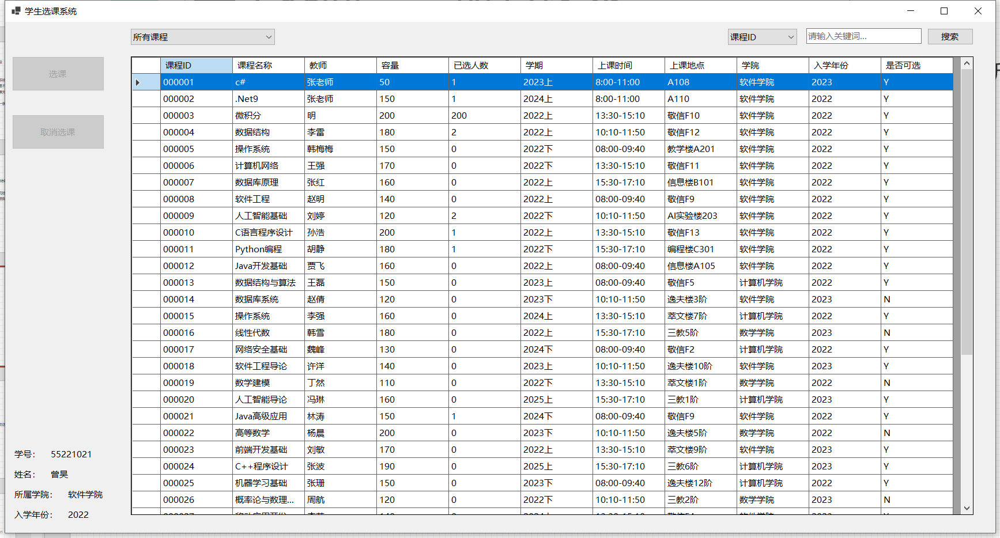 学生选课系统
所有课程 课程ID 请输入关键词... 搜索
选课
取消选课
课程ID 课程名称 教师 容量 已选人数 学期 上课时间 上课地点 学院 入学年份 是否可选
000001 c# 张老师 50 1 2023上 8:00-11:00 A108 软件学院 2023 Y
000002 .Net9 张老师 150 1 2024上 8:00-11:00 A110 软件学院 2022 Y
000003 微积分 明 200 200 2022上 13:30-15:10 敬信F10 软件学院 2022 Y
000004 数据结构 李雷 180 2 2022上 10:10-11:50 敬信F12 软件学院 2022 Y
000005 操作系统 韩梅梅 150 0 2022下 08:00-09:40 教学楼A201 软件学院 2022 Y
000006 计算机网络 王强 170 0 2022下 13:30-15:10 敬信F11 软件学院 2022 Y
000007 数据库原理 张红 160 0 2022上 15:30-17:10 信息楼B101 软件学院 2022 Y
000008 软件工程 赵明 140 0 2022上 08:00-09:40 敬信F9 软件学院 2022 Y
000009 人工智能基础 刘婷 120 2 2022下 10:10-11:50 AI实验楼203 软件学院 2022 Y
000010 C语言程序设计 孙浩 200 1 2022上 13:30-15:10 敬信F13 软件学院 2022 Y
000011 Python编程 胡静 180 1 2022下 15:30-17:10 编程楼C301 软件学院 2022 Y
000012 Java开发基础 贾飞 160 0 2022上 08:00-09:40 信息楼A105 软件学院 2022 Y
000013 数据结构与算法 王磊 150 0 2023上 08:00-09:40 敬信F5 计算机学院 2022 Y
000014 数据库系统 赵倩 120 0 2023下 10:10-11:50 逸夫楼3阶 软件学院 2023 N
000015 操作系统 李强 160 0 2024上 13:30-15:10 萃文楼7阶 计算机学院 2022 Y
000016 线性代数 韩雪 180 0 2022上 15:30-17:10 三教5阶 数学学院 2023 N
000017 网络安全基础 魏峰 130 0 2024下 08:00-09:40 敬信F2 计算机学院 2022 Y
000018 软件工程导论 许洋 140 0 2023上 10:10-11:50 逸夫楼10阶 软件学院 2023 Y
000019 数学建模 丁然 110 0 2022下 13:30-15:10 萃文楼1阶 数学学院 2022 N
000020 人工智能导论 冯琳 160 0 2025上 15:30-17:10 三教1阶 计算机学院 2023 Y
000021 Java高级应用 林涛 150 1 2024下 08:00-09:40 敬信F9 软件学院 2022 Y
000022 高等数学 杨晨 200 0 2023下 10:10-11:50 逸夫楼5阶 数学学院 2022 N
000023 前端开发基础 刘敏 170 0 2022上 13:30-15:10 萃文楼9阶 软件学院 2022 Y
000024 C++程序设计 张波 190 0 2025上 15:30-17:10 三教6阶 计算机学院 2023 Y
000025 机器学习基础 张珊 150 0 2023下 08:00-09:40 逸夫楼12阶 计算机学院 2022 Y
000026 概率论与数理... 周航 120 0 2022下 10:10-11:50 三教2阶 数学学院 2023 N
学号： 55221021
姓名： 曾昊
所属学院： 软件学院
入学年份： 2022